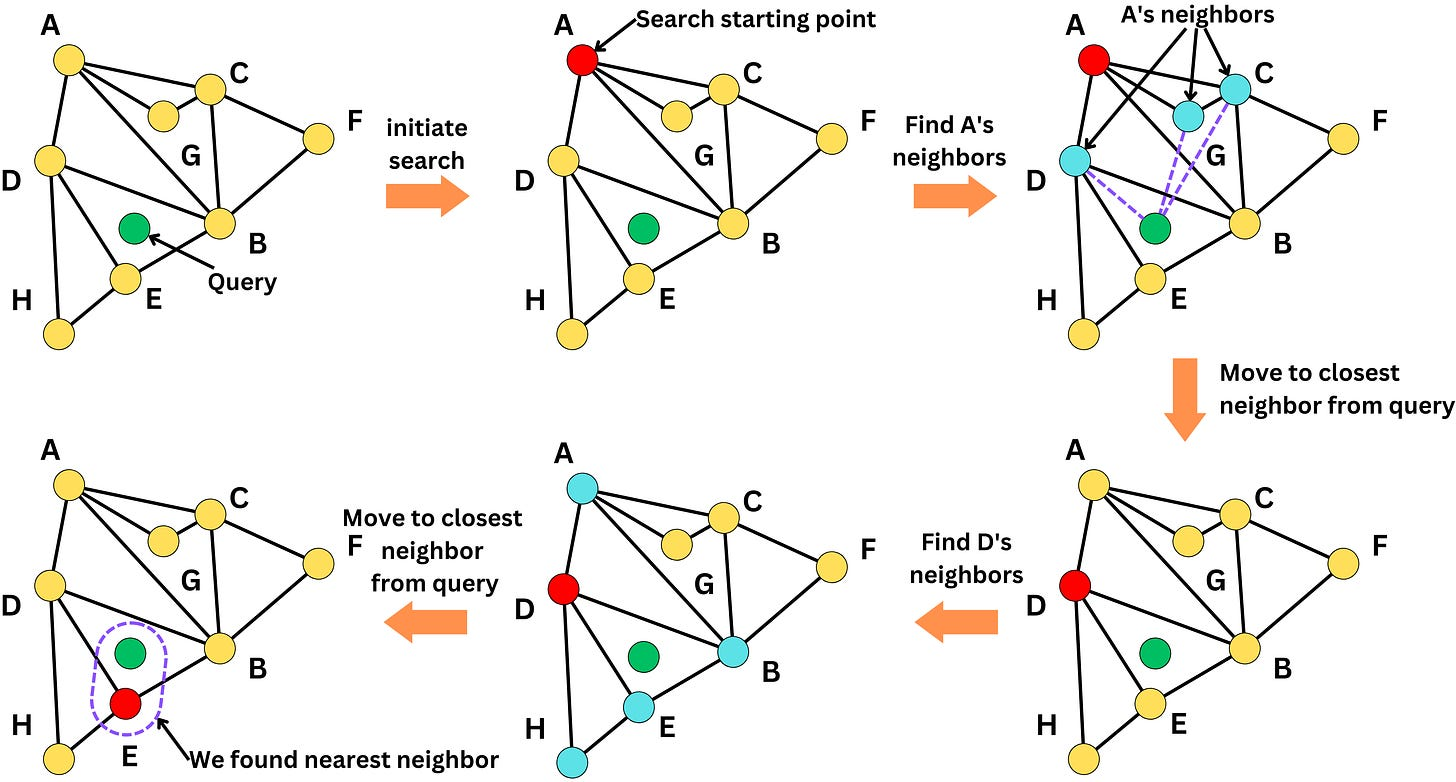 A
C
F
G
D
B
H
E
Query
initiate
search
Search starting point
A
C
F
G
D
B
H
E
Find A's
neighbors
A's neighbors
A
C
F
G
D
B
H
E
Move to closest
neighbor from query
A
C
F
G
D
B
H
E
Find D's
neighbors
A
C
F
G
D
B
H
E
Move to closest
neighbor
from query
A
C
F
G
D
B
H
E
We found nearest neighbor